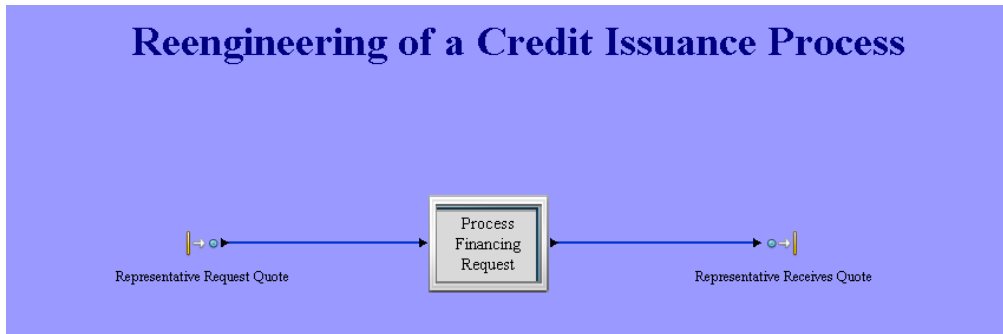 Reengineering of a Credit Issuance Process
Process
Financing
Request
Representative Request Quote
Representative Receives Quote